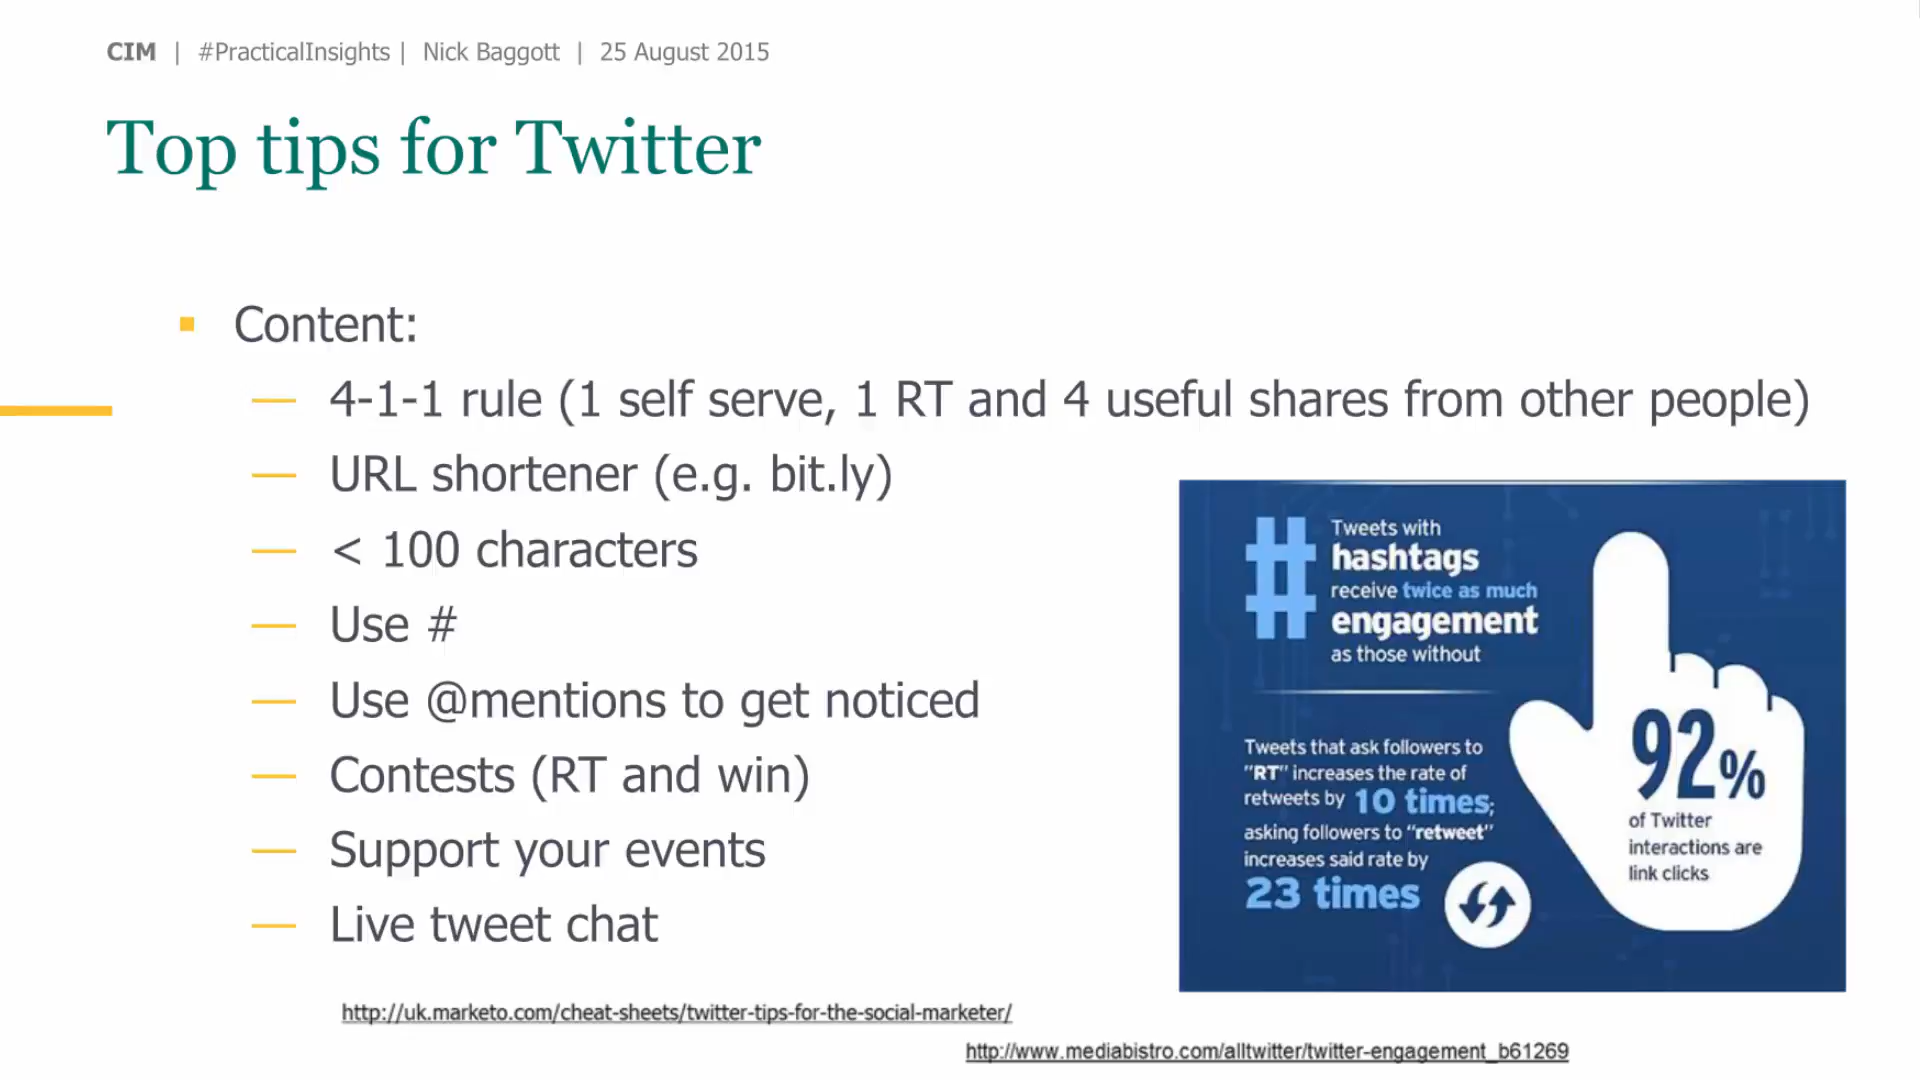 CIM | #PracticalInsights | Nick Baggott | 25 August 2015
Top tips for Twitter
Content:
4-1-1 rule (1 self serve, 1 RT and 4 useful shares from other people)
URL shortener (e.g. bit.ly)
< 100 characters
Use #
Use @mentions to get noticed
Contests (RT and win)
Support your events
Live tweet chat
#
Tweets with
hashtags
receive twice as much
engagement
as those without
Tweets that ask followers to
"RT" increases the rate of
retweets by 10 times;
asking followers to "retweet"
increases said rate by
23 times
92%
of Twitter
interactions are
link clicks
http://uk.marketo.com/cheat-sheets/twitter-tips-for-the-social-marketer/
http://www.mediabistro.com/alltwitter/twitter-engagement_b61269